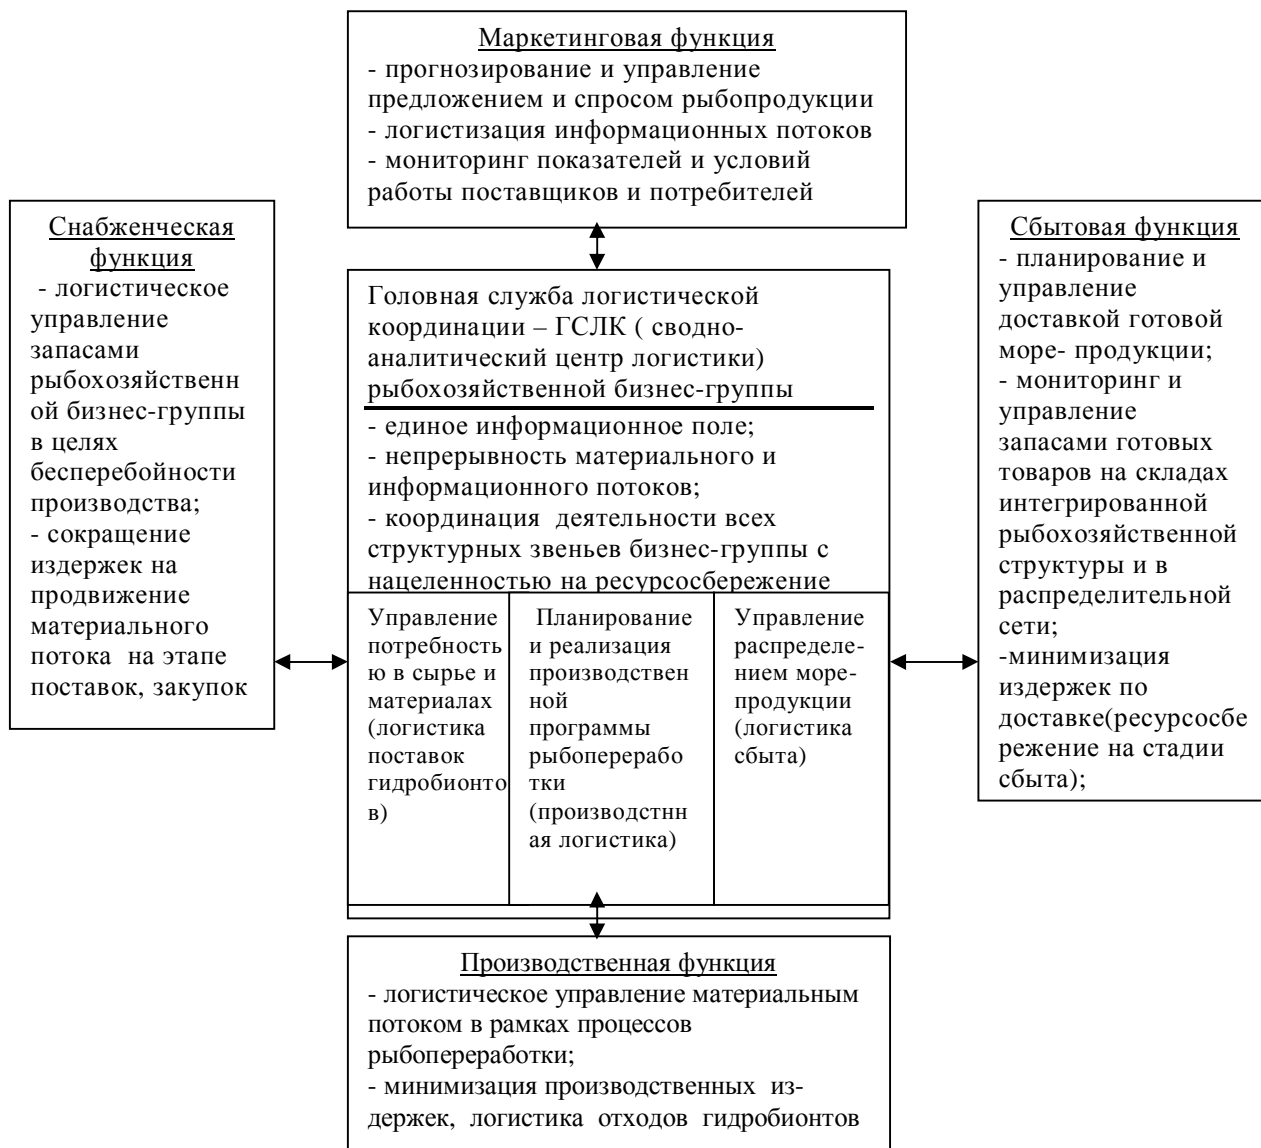 Маркетинговая функция
- прогнозирование и управление
предложением и спросом рыбопродукции
- логистизация информационных потоков
- мониторинг показателей и условий
работы поставщиков и потребителей
Снабженческая
функция
- логистическое
управление
запасами
рыбохозяйственн
ой бизнес-группы
в целях
бесперебойности
производства;
- сокращение
издержек на
продвижение
материального
потока на этапе
поставок, закупок
Головная служба логистической
координации – ГСЛК ( сводно-
аналитический центр логистики)
рыбохозяйственной бизнес-группы
- единое информационное поле;
- непрерывность материального и
информационного потоков;
- координация деятельности всех
структурных звеньев бизнес-группы с
нацеленностью на ресурсосбережение
Управление
потребность
ю в сырье и
материалах
(логистика
поставок
гидробионто
в)
Планирование
и реализация
производствен
ной
программы
рыбоперерабо
тки
(производстнн
ая логистика)
Управление
распределе-
нием море-
продукции
(логистика
сбыта)
Сбытовая функция
- планирование и
управление
доставкой готовой
море- продукции;
- мониторинг и
управление
запасами готовых
товаров на складах
интегрированной
рыбохозяйственной
структуры и в
распределительной
сети;
-минимизация
издержек по
доставке(ресурсосбе
режение на стадии
сбыта);
Производственная функция
- логистическое управление материальным
потоком в рамках процессов
рыбопереработки;
- минимизация производственных из-
держек, логистика отходов гидробионтов